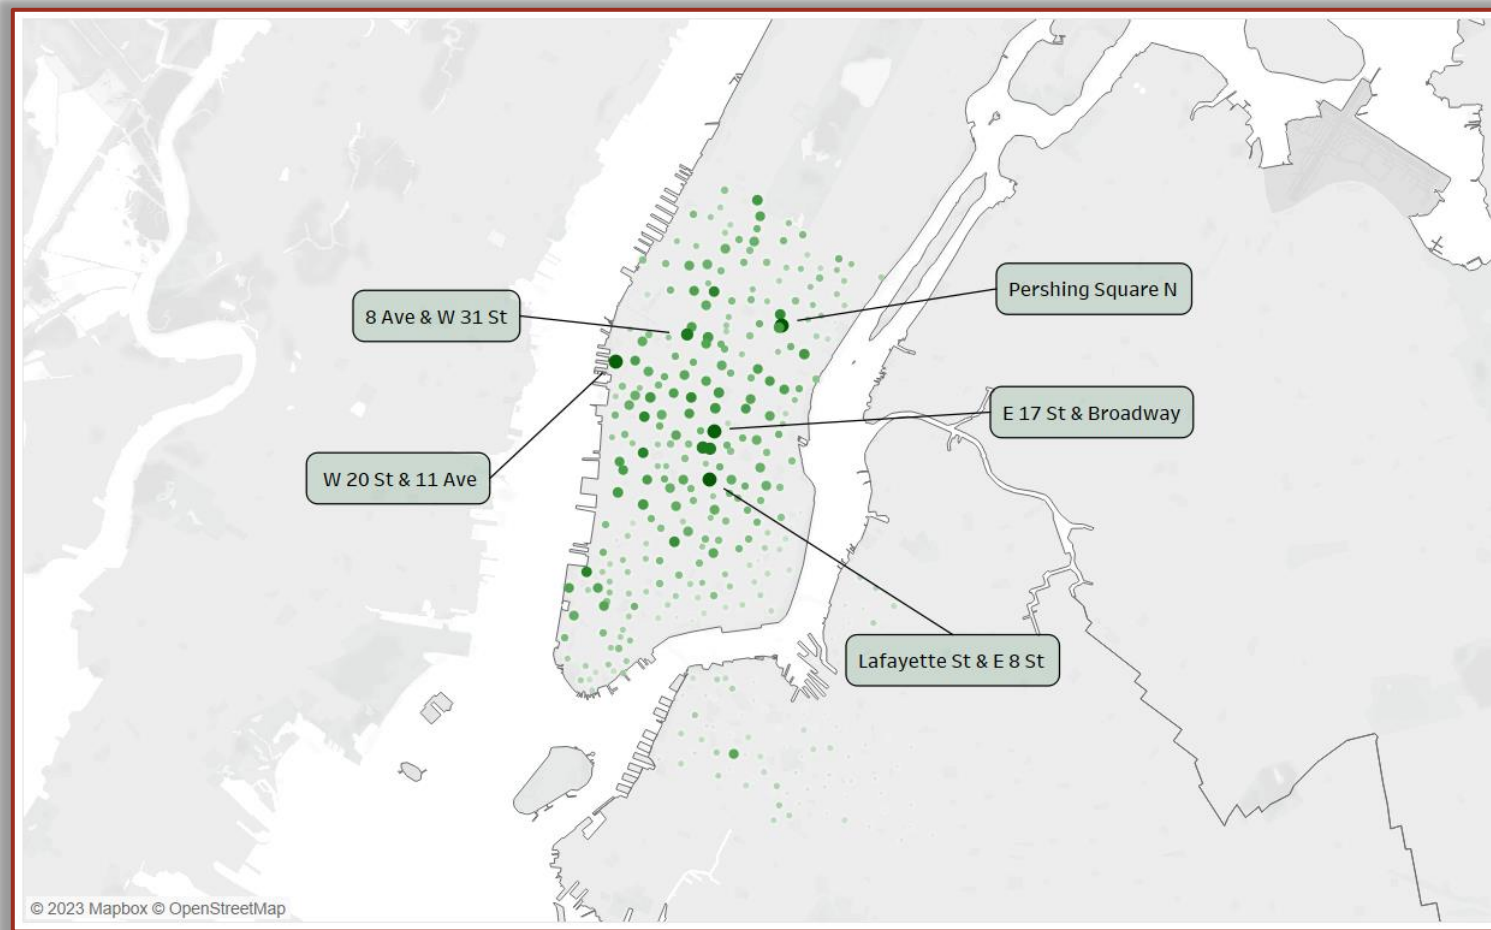 Pershing Square N
8 Ave & W 31 St
E 17 St & Broadway
W 20 St & 11 Ave
Lafayette St & E 8 St
© 2023 Mapbox © OpenStreetMap